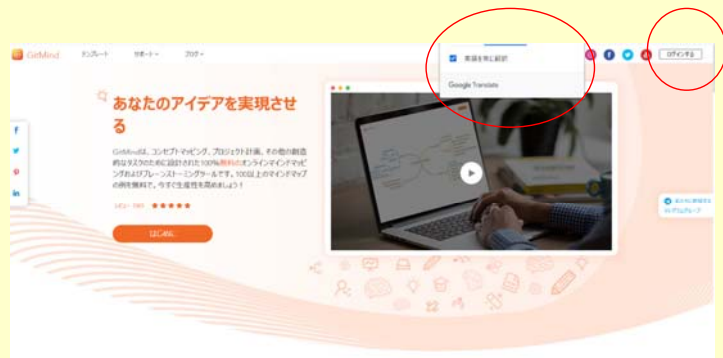 GitMind
テンプレート サポート ブログ
英語を常に翻訳
Google Translate
ログインする
あなたのアイデアを実現させ
る
GitMindは、コンセプトマッピング、プロジェクト計画、その他の創造
的なタスクのために設計された100%無料のオンラインマインドマッピ
ングおよびブレーンストーミングツールです。100以上のマインドマップ
の例を無料で。今すぐ生産性を高めましょう！
はじめに